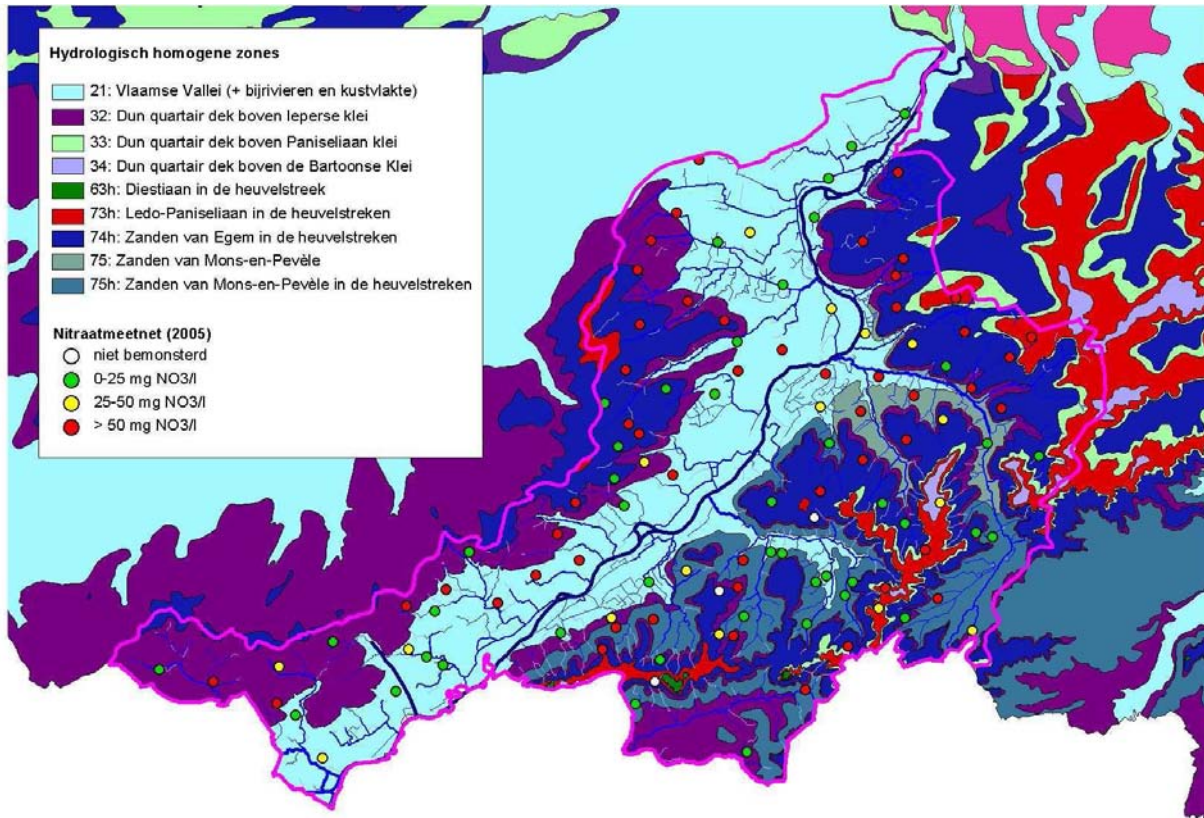 Hydrologisch homogene zones
21: Vlaamse Vallei (+ bijrivieren en kustvlakte)
32: Dun quartair dek boven Ieperse klei
33: Dun quartair dek boven Paniseliaan klei
34: Dun quartair dek boven de Bartoonse Klei
63h: Diestiaan in de heuvelstreek
73h: Ledo-Paniseliaan in de heuvelstreken
74h: Zanden van Egem in de heuvelstreken
75: Zanden van Mons-en-Pevèle
75h: Zanden van Mons-en-Pevèle in de heuvelstreken
Nitraatmeetnet (2005)
niet bemonsterd
0-25 mg NO3/l
25-50 mg NO3/l
> 50 mg NO3/l